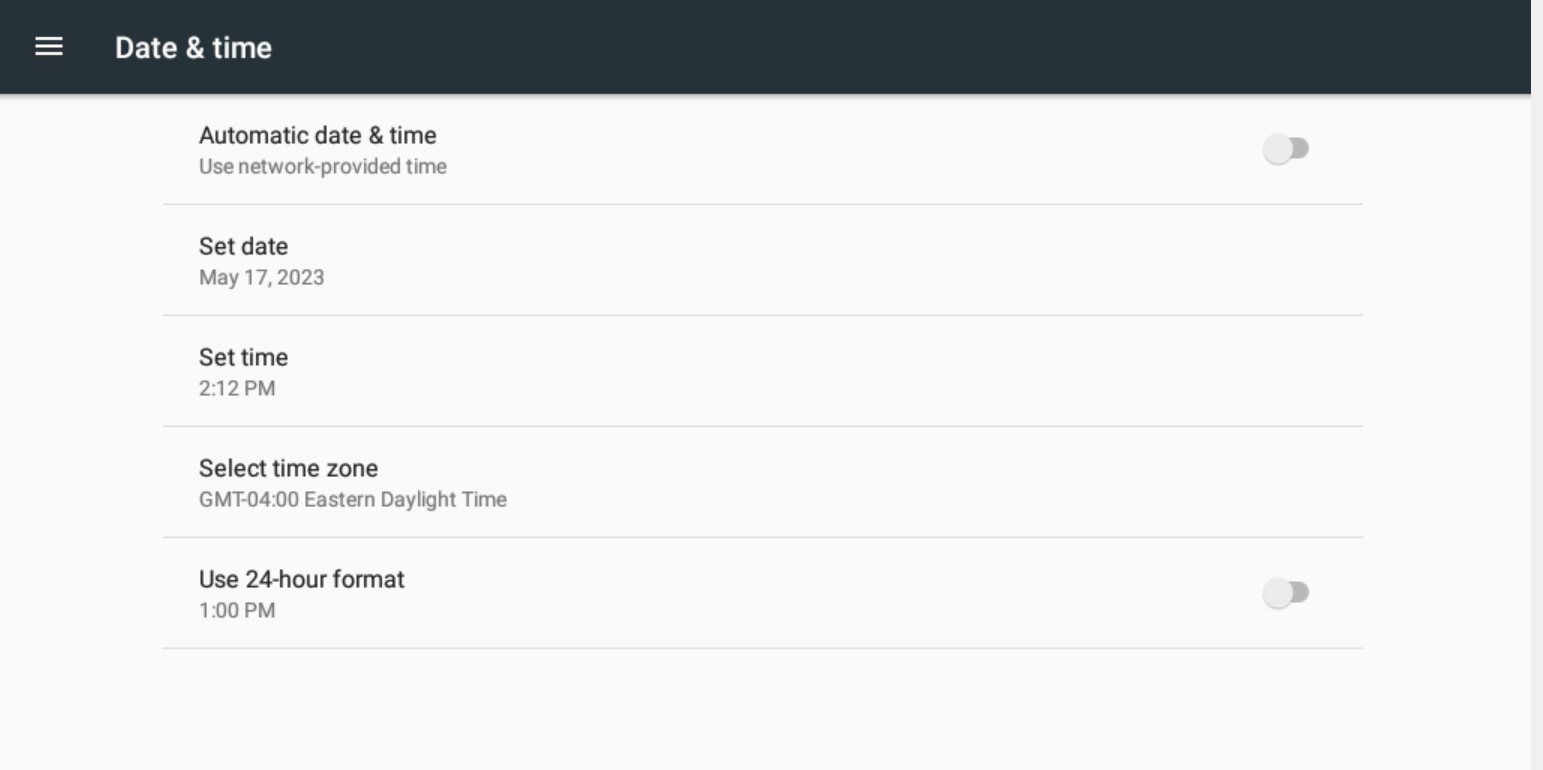 Date & time
Automatic date & time
Use network-provided time
Set date
May 17, 2023
Set time
2:12 PM
Select time zone
GMT-04:00 Eastern Daylight Time
Use 24-hour format
1:00 PM